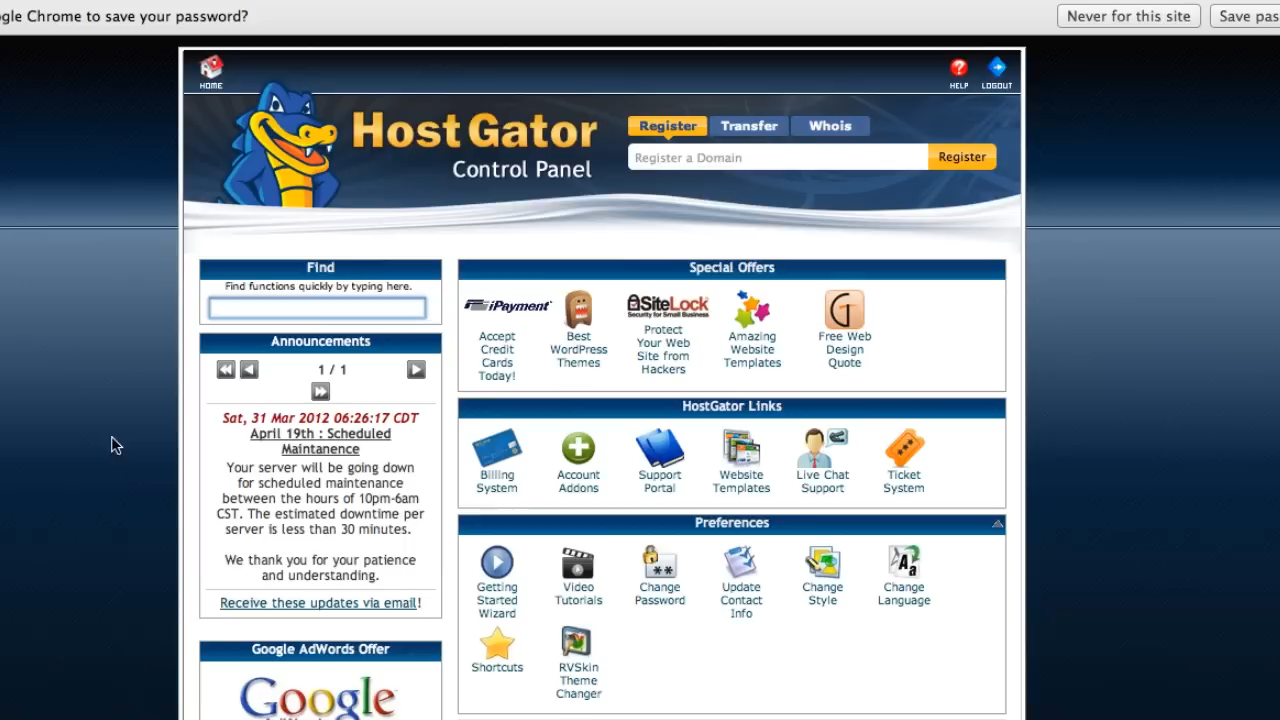 gle Chrome to save your password?
Never for this site
Save pas
HOME
HELP
LOGOUT
HostGator
Control Panel
Register
Transfer
Whois
Register a Domain
Register
Find
Find functions quickly by typing here.
Announcements
1 / 1
Sat, 31 Mar 2012 06:26:17 CDT
April 19th : Scheduled
Maintanence
Your server will be going down
for scheduled maintenance
between the hours of 10pm-6am
CST. The estimated downtime per
server is less than 30 minutes.
We thank you for your patience
and understanding.
Receive these updates via email!
Google AdWords Offer
Google
Special Offers
iPayment
Accept
Credit
Cards
Today!
Best
WordPress
Themes
SiteLock
Security for Small Business
Protect
Your Web
Site from
Hackers
Amazing
Website
Templates
G
Free Web
Design
Quote
HostGator Links
Billing
System
Account
Addons
Support
Portal
Website
Templates
Live Chat
Support
Ticket
System
Preferences
Getting
Started
Wizard
Video
Tutorials
**
Change
Password
Update
Contact
Info
Change
Style
Aa
Change
Language
Shortcuts
RVSkin
Theme
Changer